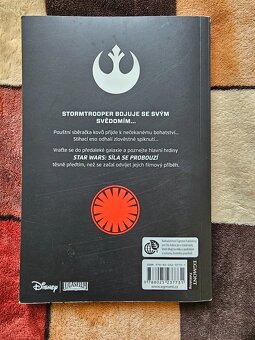 STORMTROOPER BOJUJE SE SVÝM
SVĚDOMÍM...
Pouštní sběračka kovů přijde k nečekanému bohatství...
Stíhací eso odhalí zlověstné spiknutí...
Vraťte se do předaleké galaxie a poznejte hlavní hrdiny
STAR WARS: SÍLA SE PROBOUZÍ
těsně předtím, než se začal odvíjet jejich filmový příběh.
Disney
EGMONT